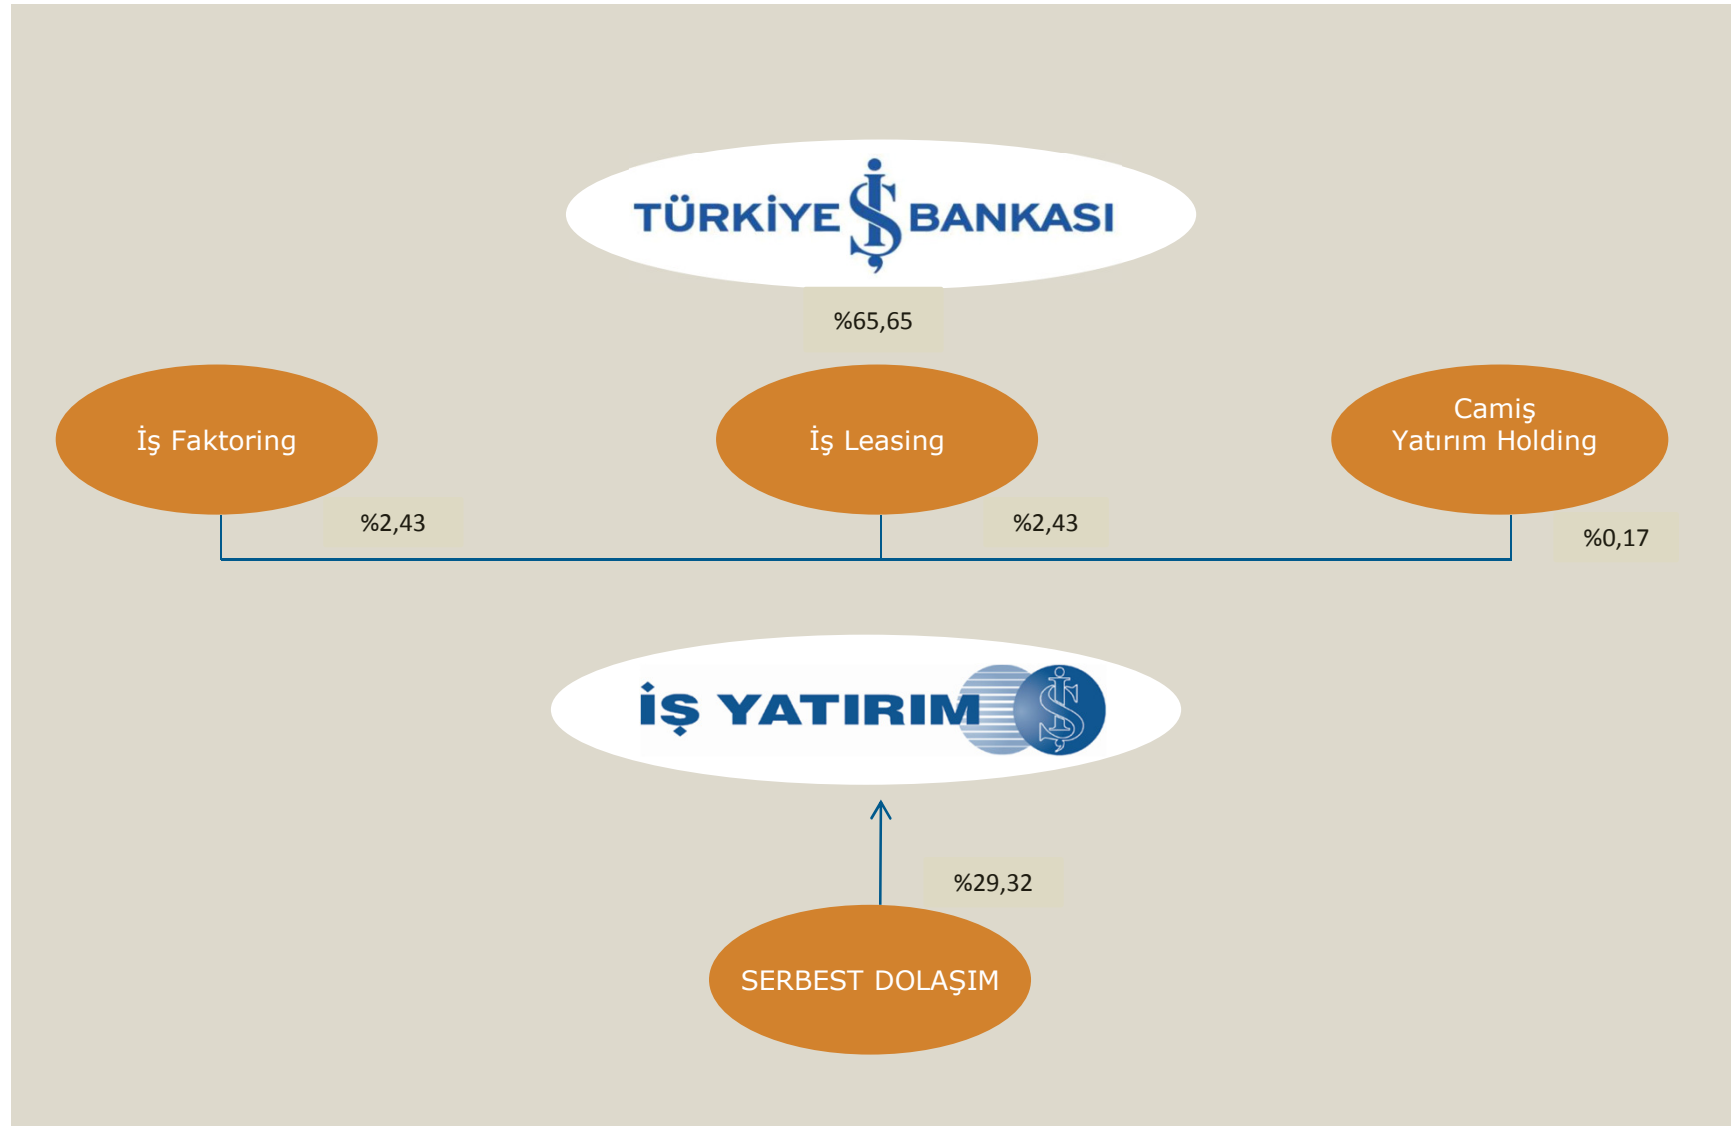 TÜRKİYE İŞ BANKASI
%65,65
İş Faktoring
İş Leasing
Camiş
Yatırım Holding
%2,43
%2,43
%0,17
İŞ YATIRIM İŞ
%29,32
SERBEST DOLAŞIM